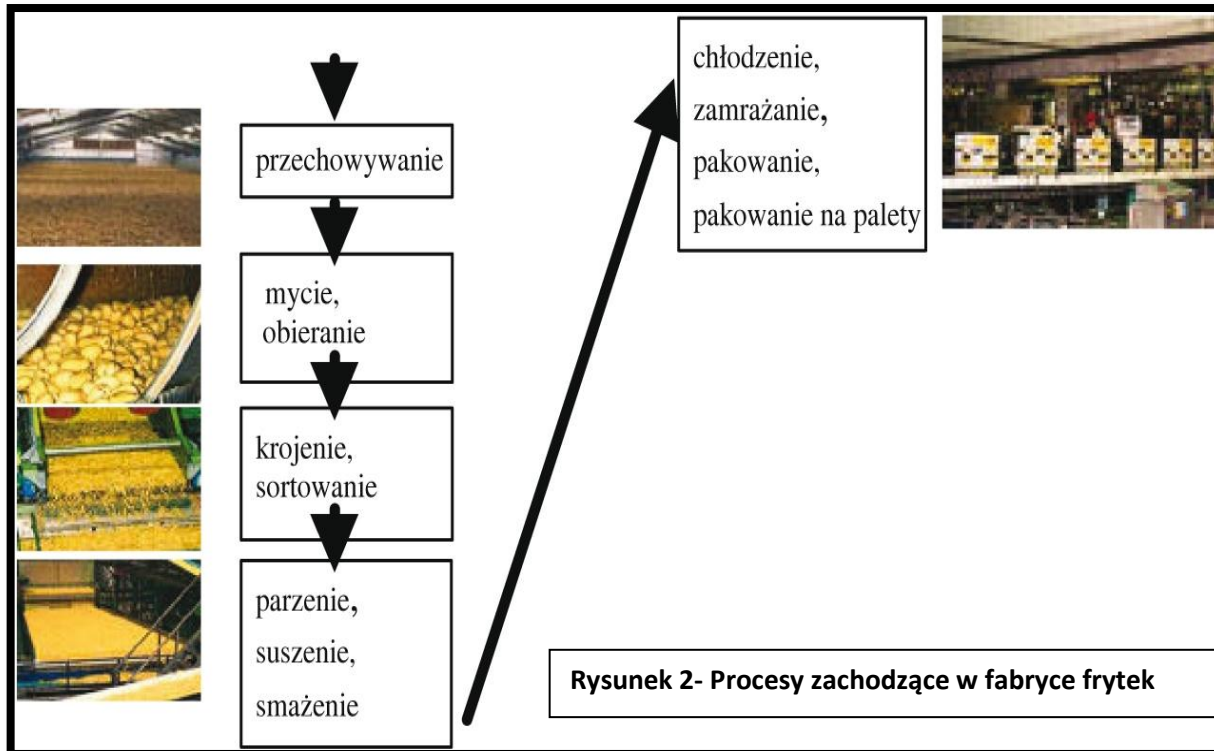 przechowywanie
mycie,
obieranie
krojenie,
sortowanie
parzenie,
suszenie,
smażenie
chłodzenie,
zamrażanie,
pakowanie,
pakowanie na palety
Rysunek 2- Procesy zachodzące w fabryce frytek